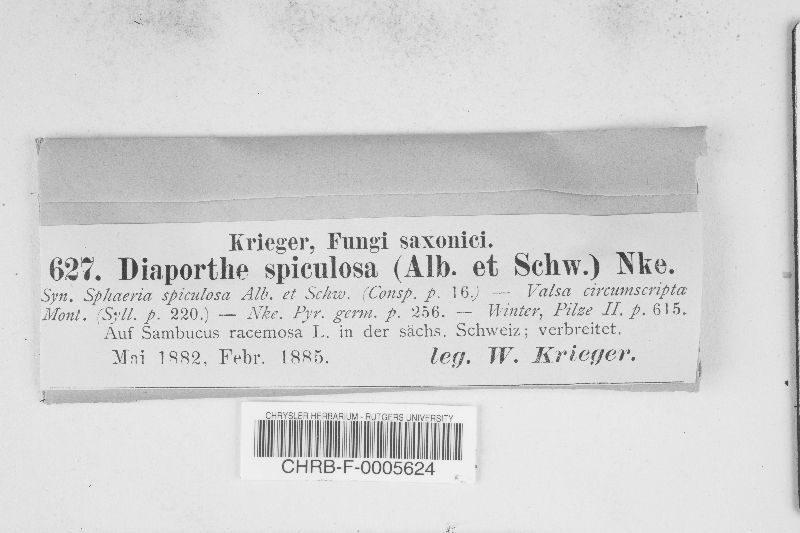 Krieger, Fungi saxonici.
627. Diaporthe spiculosa (Alb. et Schw.) Nke.
Syn. Sphaeria spiculosa Alb. et Schw. (Consp. p. 16.) — Valsa circumscripta
Mont. (Syll. p. 220.) — Nke. Pyr. germ. p. 256. — Winter, Pilze II. p. 615.
Auf Sambucus racemosa L. in der sächs. Schweiz; verbreitet.
Mai 1882, Febr. 1885. leg. W. Krieger.
CHRYSLER HERBARIUM - RUTGERS UNIVERSITY
CHRB-F-0005624